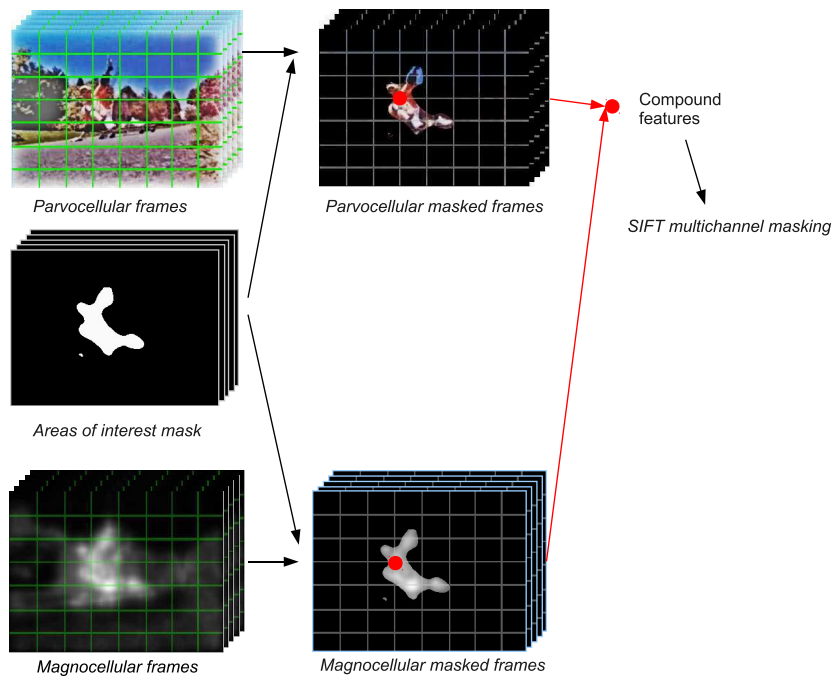 Parvocellular frames
Parvocellular masked frames
Compound
features
SIFT multichannel masking
Areas of interest mask
Magnocellular frames
Magnocellular masked frames